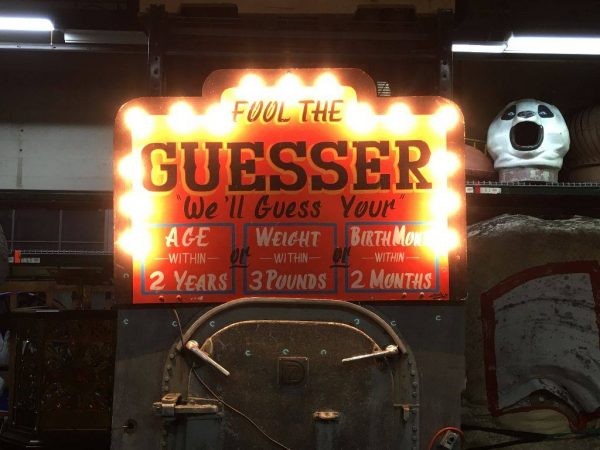 FOOL THE
GUESSER
"We'll Guess Your"
AGE
WITHIN
2 YEARS
or
WEIGHT
WITHIN
3 POUNDS
or
BIRTH
WITHIN
2 MONTHS
D